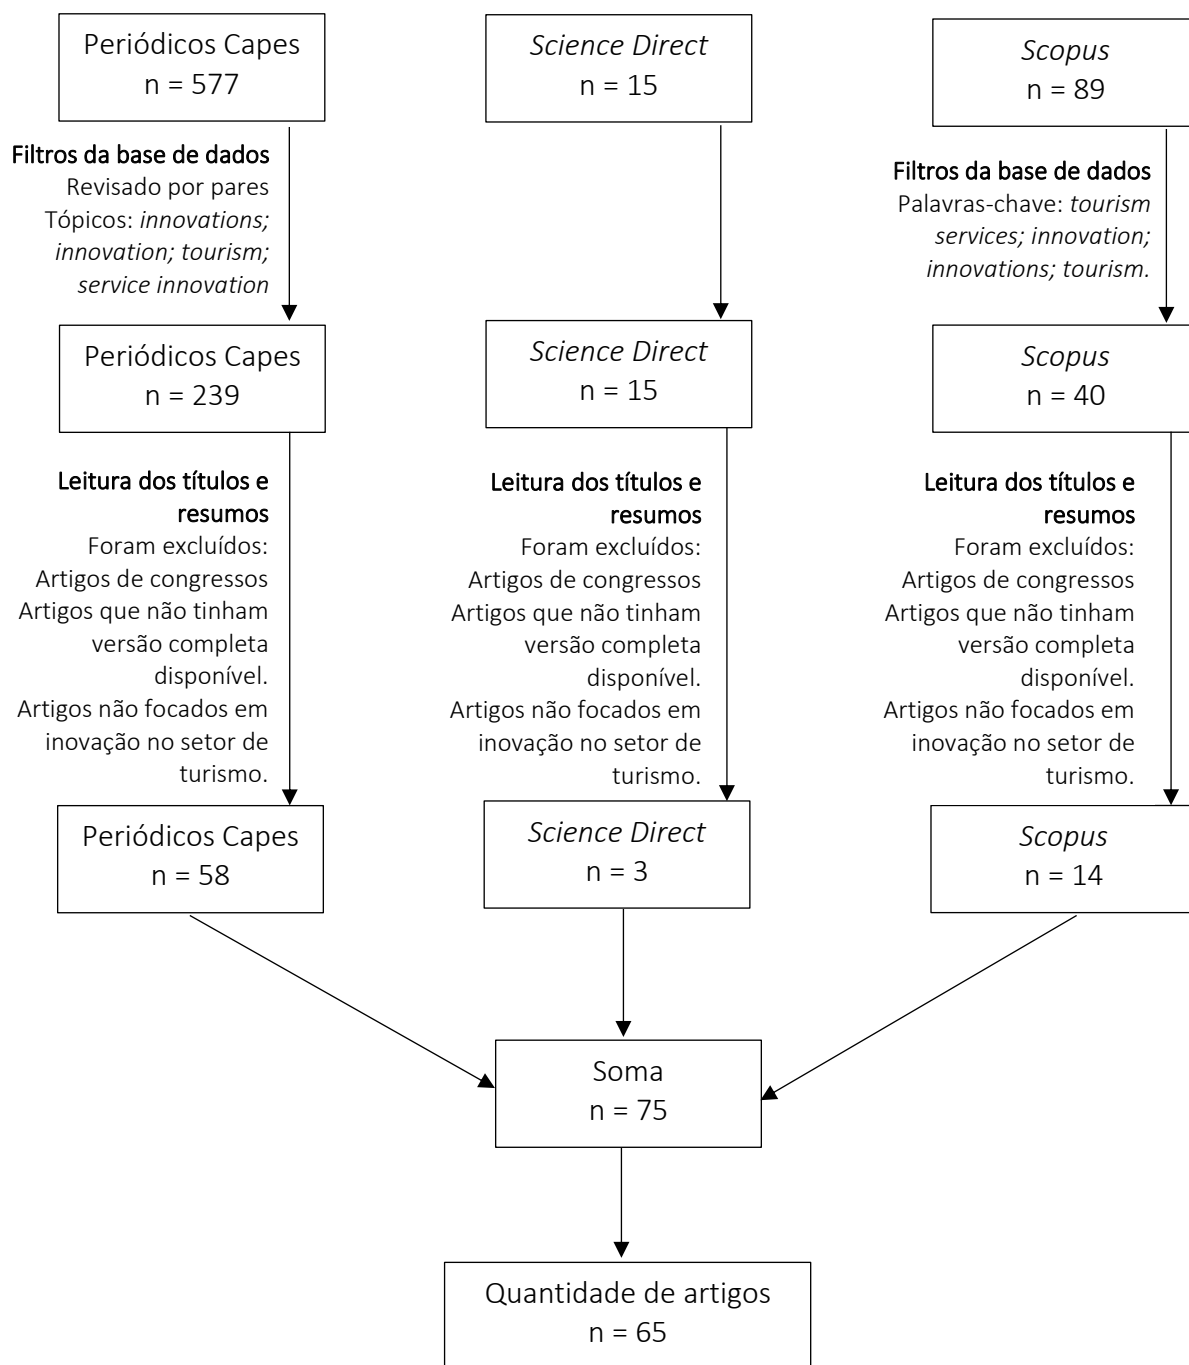 Periódicos Capes
n = 577
Science Direct
n = 15
Scopus
n = 89
Filtros da base de dados
Revisado por pares
Tópicos: innovations;
innovation; tourism;
service innovation
Filtros da base de dados
Palavras-chave: tourism
services; innovation;
innovations; tourism.
Periódicos Capes
n = 239
Science Direct
n = 15
Scopus
n = 40
Leitura dos títulos e
resumos
Foram excluídos:
Artigos de congressos
Artigos que não tinham
versão completa
disponível.
Artigos não focados em
inovação no setor de
turismo.
Leitura dos títulos e
resumos
Foram excluídos:
Artigos de congressos
Artigos que não tinham
versão completa
disponível.
Artigos não focados em
inovação no setor de
turismo.
Leitura dos títulos e
resumos
Foram excluídos:
Artigos de congressos
Artigos que não tinham
versão completa
disponível.
Artigos não focados em
inovação no setor de
turismo.
Periódicos Capes
n = 58
Science Direct
n = 3
Scopus
n = 14
Soma
n = 75
Quantidade de artigos
n = 65